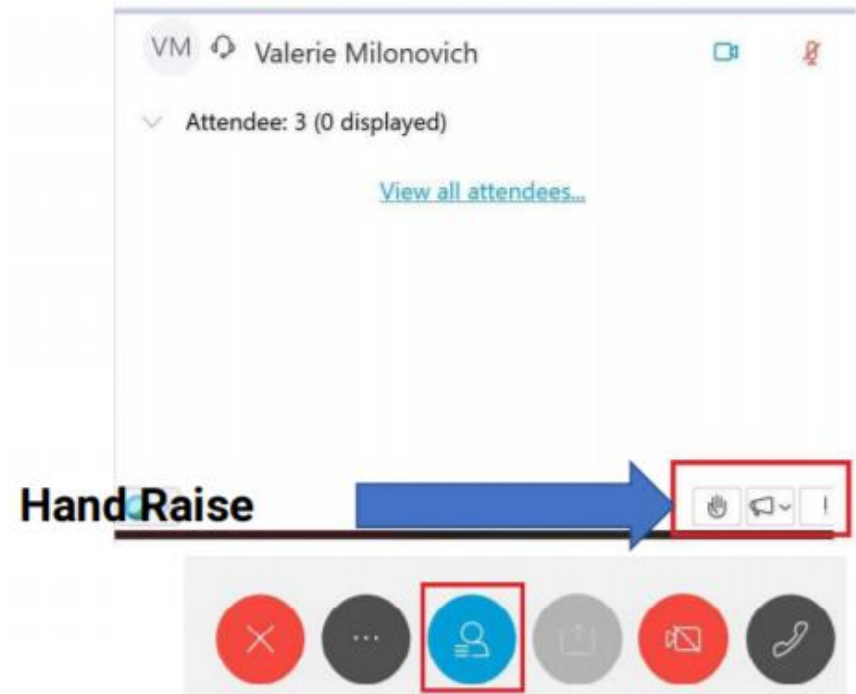 VM Valerie Milonovich
Attendee: 3 (0 displayed)
View all attendees...
Hand Raise